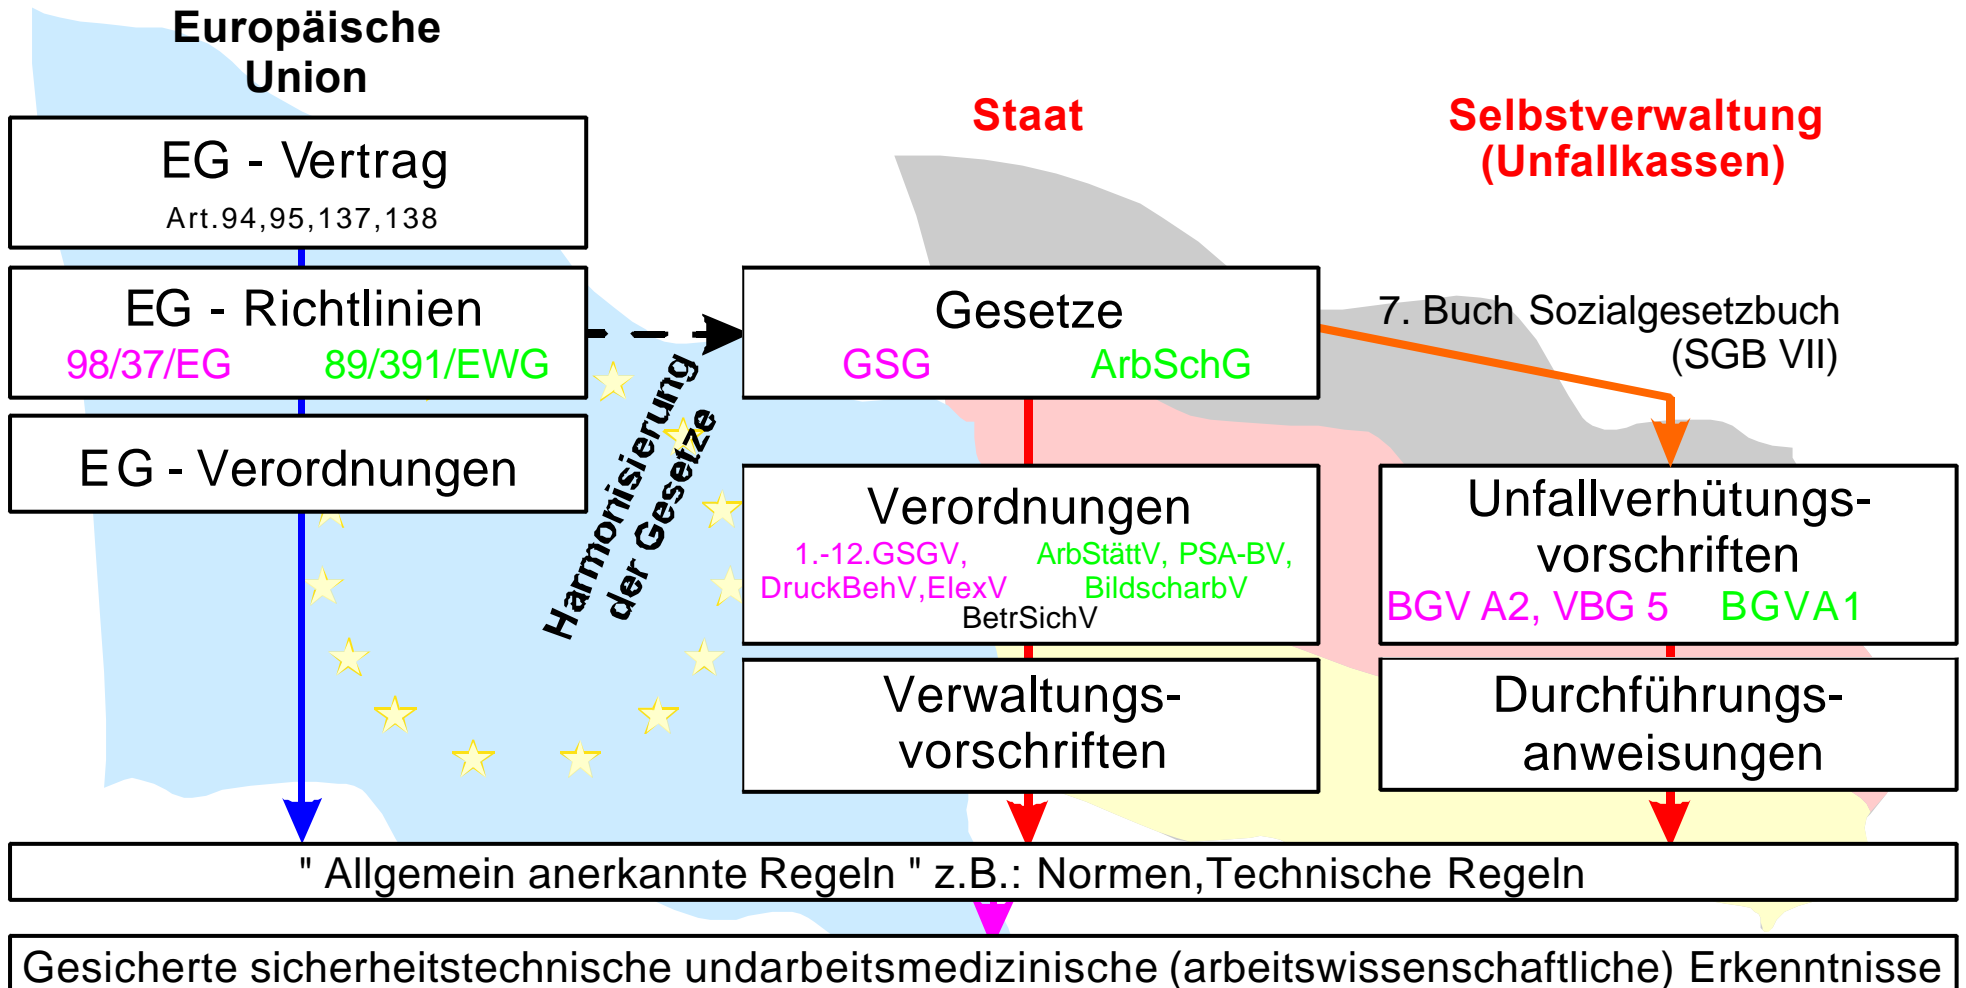 Europäische
Union
EG - Vertrag
Art.94,95,137,138
EG - Richtlinien
98/37/EG 89/391/EWG
EG - Verordnungen
Harmonisierung
der Gesetze
Staat
Gesetze
GSG ArbSchG
Verordnungen
1.-12.GSGV, ArbStättV, PSA-BV,
DruckBehV,ElexV BildscharbV
BetrSichV
Verwaltungs-
vorschriften
Selbstverwaltung
(Unfallkassen)
7. Buch Sozialgesetzbuch
(SGB VII)
Unfallverhütungs-
vorschriften
BGV A2, VBG 5 BGVA1
Durchführungs-
anweisungen
" Allgemein anerkannte Regeln " z.B.: Normen,Technische Regeln
Gesicherte sicherheitstechnische undarbeitsmedizinische (arbeitswissenschaftliche) Erkenntnisse